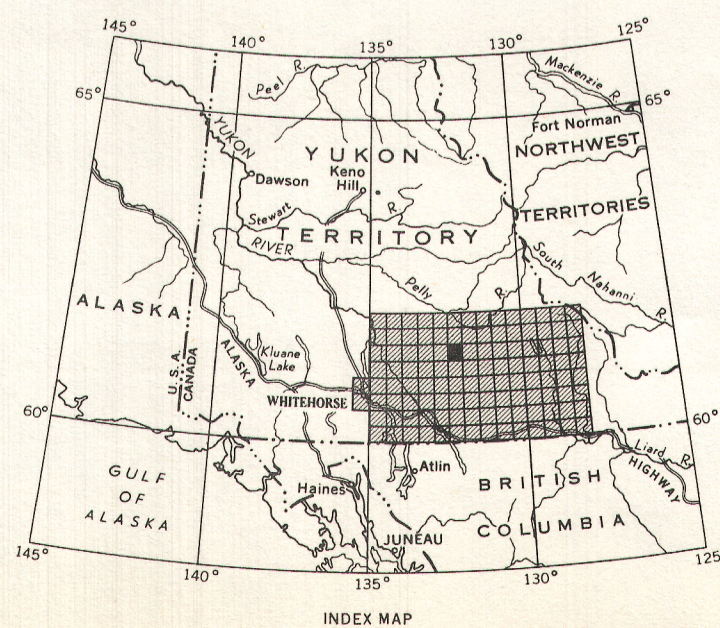 145°
140°
135°
130°
125°
Peel R.
Mackenzie R.
65°
65°
Fort Norman
YUKON
YUKON
NORTHWEST
Keno
Hill
Dawson
R.
Stewart
TERRITORIES
RIVER
TERRITORY
South Nahanni R.
Pelly R.
ALASKA
Kluane
Lake
ALASKA
U.S.A.
CANADA
WHITEHORSE
60°
60°
Liard R.
HIGHWAY
Atlin
BRITISH
GULF
OF
ALASKA
Haines
COLUMBIA
JUNEAU
145°
140°
135°
130°
125°
INDEX MAP